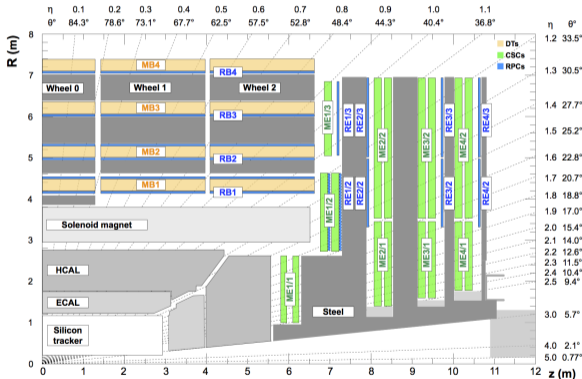 η 0.1 0.2 0.3 0.4 0.5 0.6 0.7 0.8 0.9 1.0 1.1 η θ°
θ° 84.3° 78.6° 73.1° 67.7° 62.5° 57.5° 52.8° 48.4° 44.3° 40.4° 36.8°
R (m)
8
7
6
5
4
3
2
1
0
DTs
CSCs
RPCs
1.2 33.5°
1.3 30.5°
1.4 27.7°
1.5 25.2°
1.6 22.8°
1.7 20.7°
1.8 18.8°
1.9 17.0°
2.0 15.4°
2.1 14.0°
2.2 12.6°
2.3 11.5°
2.4 10.4°
2.5 9.4°
3.0 5.7°
4.0 2.1°
5.0 0.77°
MB4
RB4
Wheel 0 Wheel 1 Wheel 2
MB3
RB3
MB2
RB2
MB1
RB1
Solenoid magnet
HCAL
ECAL
Silicon
tracker
Steel
ME1/3
RE1/3
RE2/3
ME2/2
ME3/2
RE3/3
ME4/2
RE4/3
ME1/2
RE1/2
RE2/2
RE3/2
RE4/2
ME1/1
ME2/1
ME3/1
ME4/1
0 1 2 3 4 5 6 7 8 9 10 11 12
z (m)